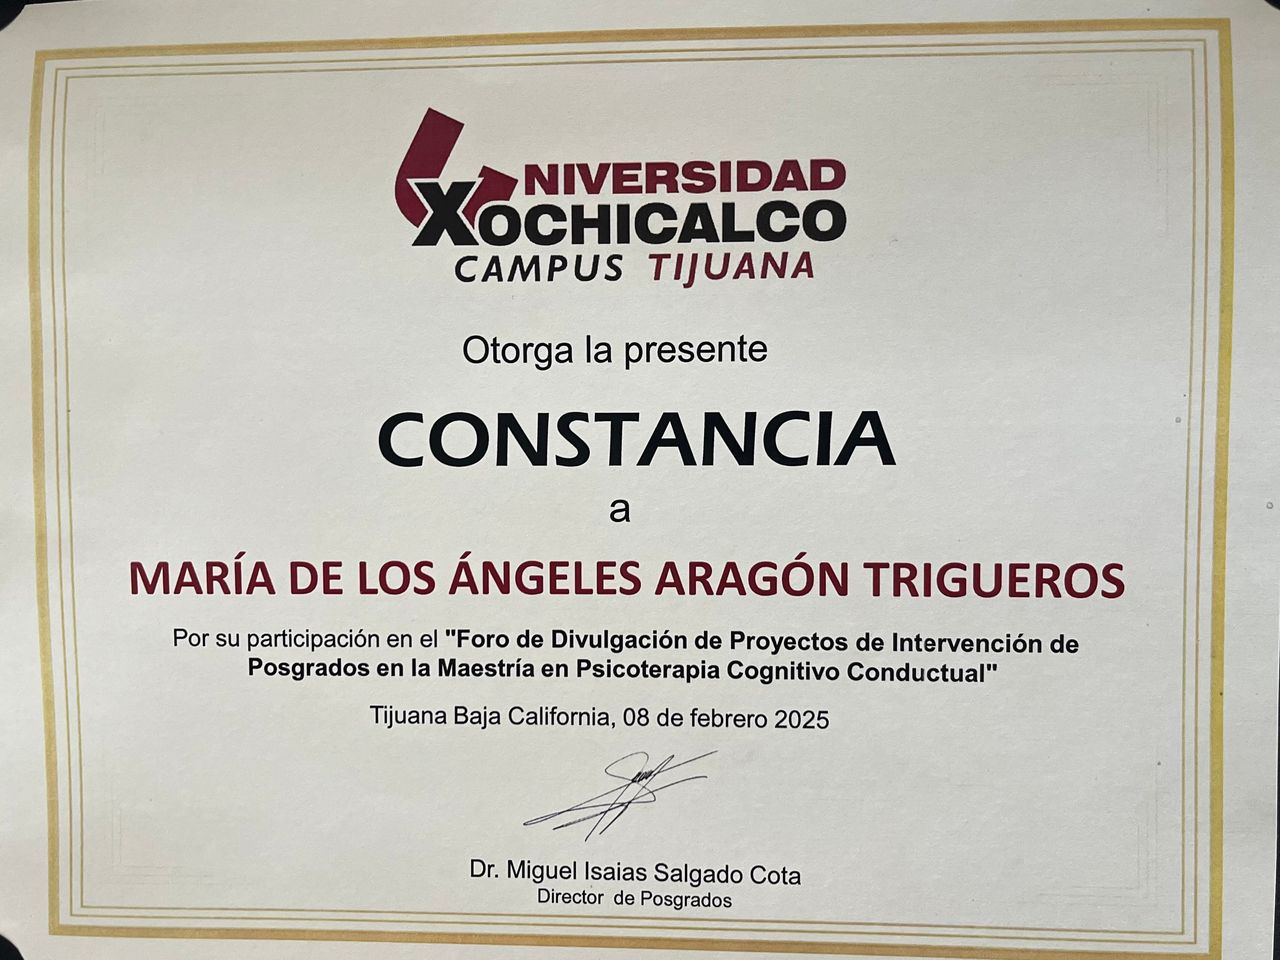 UNIVERSIDAD
XOCHICALCO
CAMPUS TIJUANA
Otorga la presente
CONSTANCIA
a
MARÍA DE LOS ÁNGELES ARAGÓN TRIGUEROS
Por su participación en el "Foro de Divulgación de Proyectos de Intervención de
Posgrados en la Maestría en Psicoterapia Cognitivo Conductual"
Tijuana Baja California, 08 de febrero 2025
Dr. Miguel Isaias Salgado Cota
Director de Posgrados